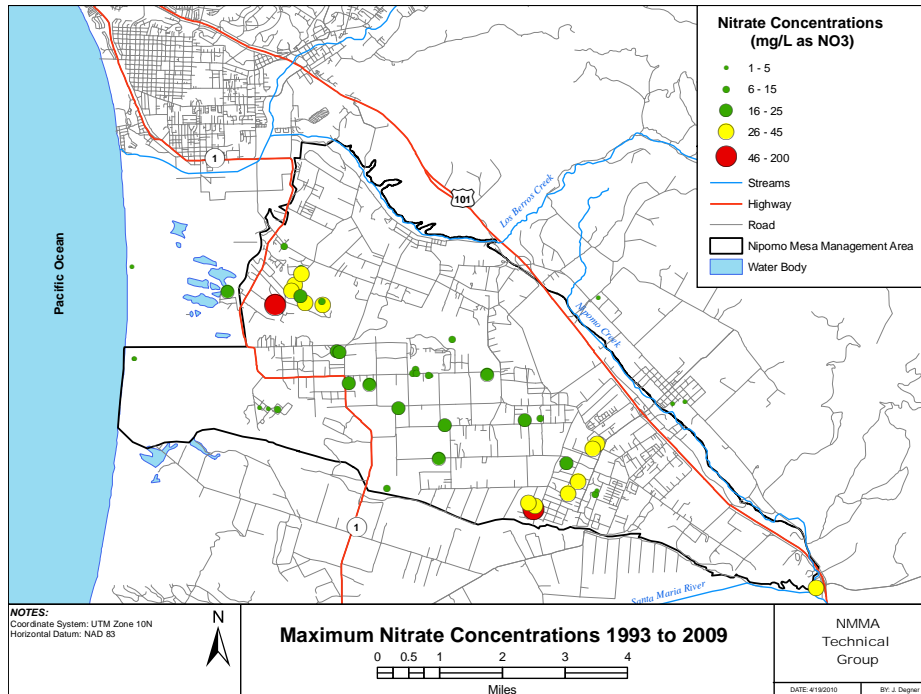 Nitrate Concentrations
(mg/L as NO3)
1 - 5
6 - 15
16 - 25
26 - 45
46 - 200
Streams
Highway
Road
Nipomo Mesa Management Area
Water Body
1
101
Los Berros Creek
Pacific Ocean
Nipomo Creek
1
Santa Maria River
NOTES:
Coordinate System: UTM Zone 10N
Horizontal Datum: NAD 83
N
Maximum Nitrate Concentrations 1993 to 2009
0 0.5 1 2 3 4
Miles
NMMA
Technical
Group
DATE: 4/19/2010 BY: J. Degner